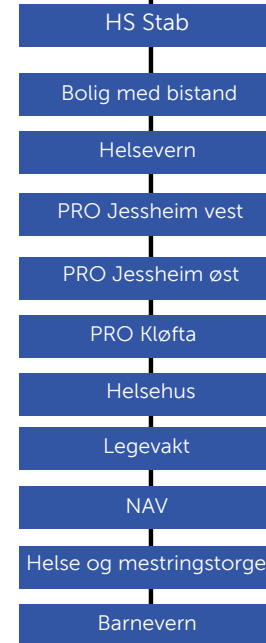 HS Stab
Bolig med bistand
Helsevern
PRO Jessheim vest
PRO Jessheim øst
PRO Kløfta
Helsehus
Legevakt
NAV
Helse og mestringstorge
Barnevern